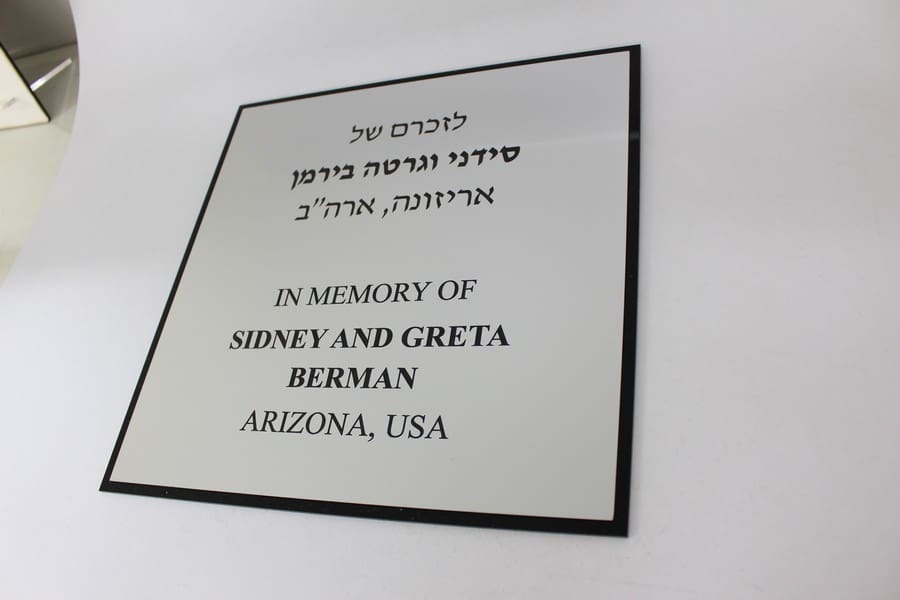 לזכרם של
סידני וגרטה בירמן
אריזונה, ארה"ב
IN MEMORY OF
SIDNEY AND GRETA
BERMAN
ARIZONA, USA